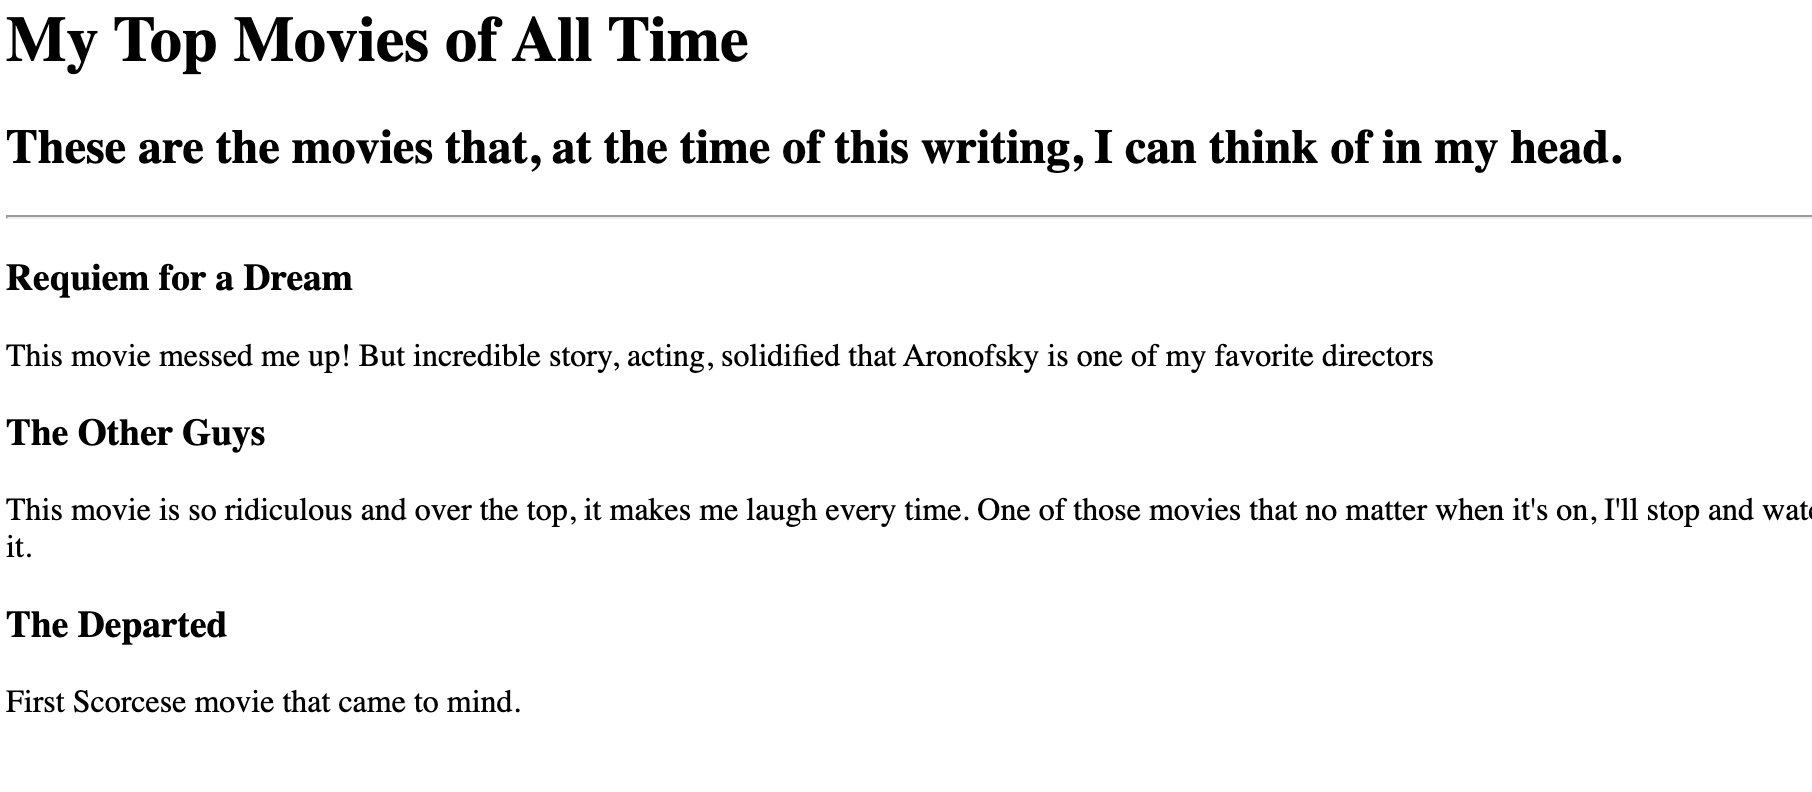 My Top Movies of All Time
These are the movies that, at the time of this writing, I can think of in my head.
Requiem for a Dream
This movie messed me up! But incredible story, acting, solidified that Aronofsky is one of my favorite directors
The Other Guys
This movie is so ridiculous and over the top, it makes me laugh every time. One of those movies that no matter when it's on, I'll stop and
it.
The Departed
First Scorcese movie that came to mind.